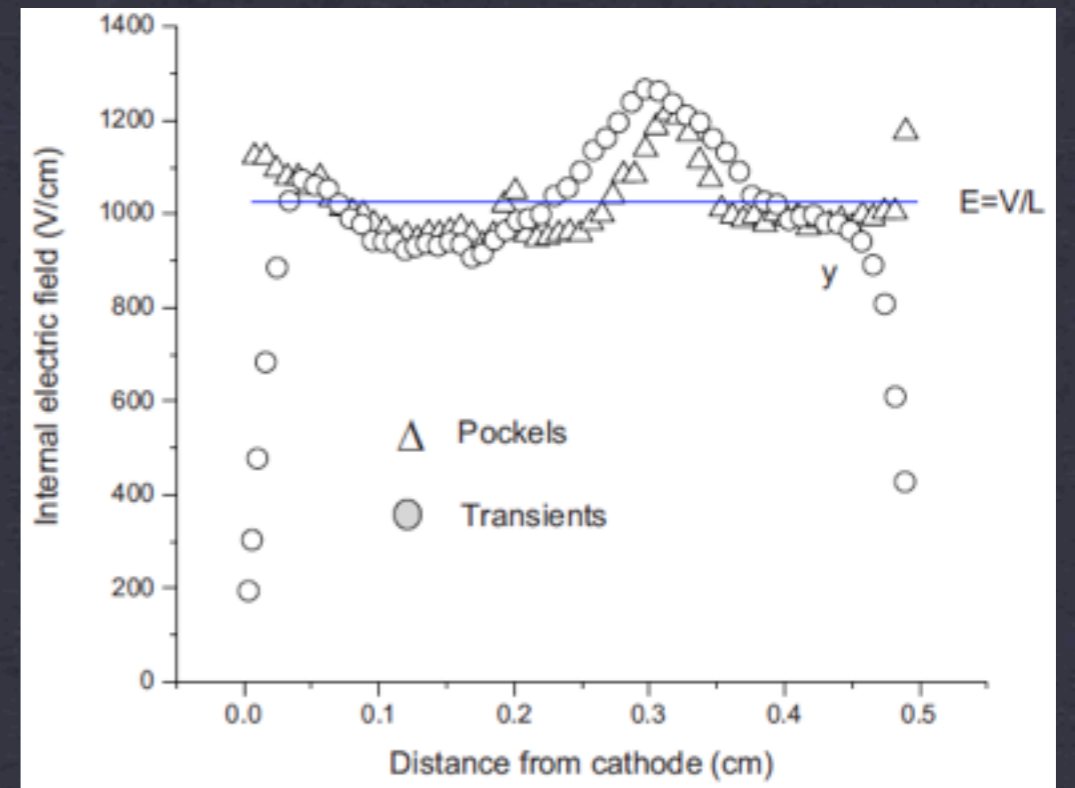 1400
1200
1000
800
600
400
200
0
Internal electric field (V/cm)
E=V/L
y
Δ Pockels
Transients
0.0 0.1 0.2 0.3 0.4 0.5
Distance from cathode (cm)